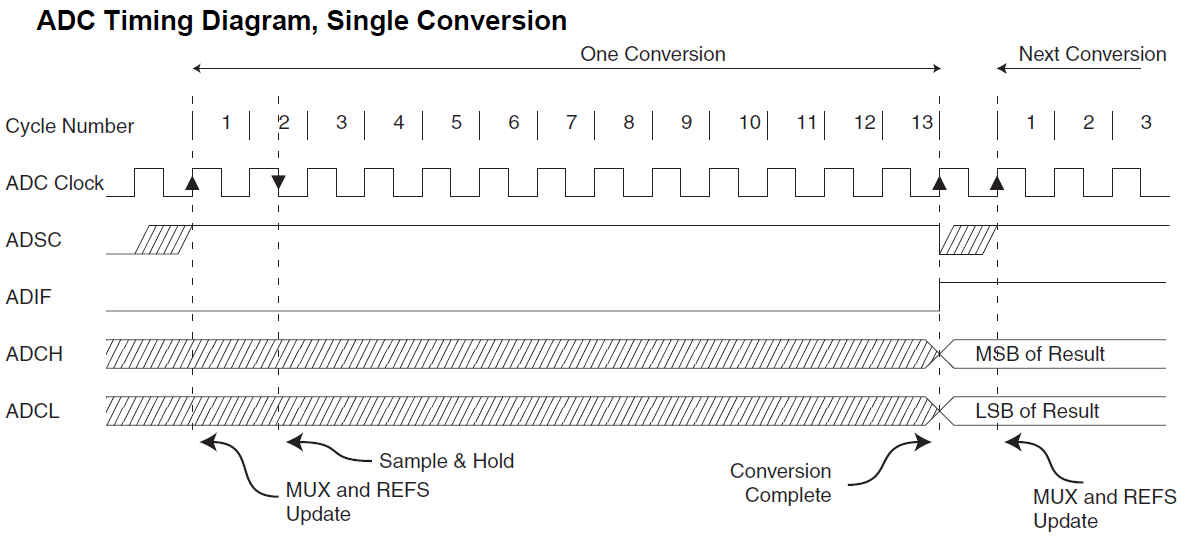 ADC Timing Diagram, Single Conversion
One Conversion
Next Conversion
Cycle Number 1 2 3 4 5 6 7 8 9 10 11 12 13 1 2 3
ADC Clock
ADSC
ADIF
ADCH
MSB of Result
ADCL
LSB of Result
Sample & Hold
MUX and REFS
Update
Conversion
Complete
MUX and REFS
Update